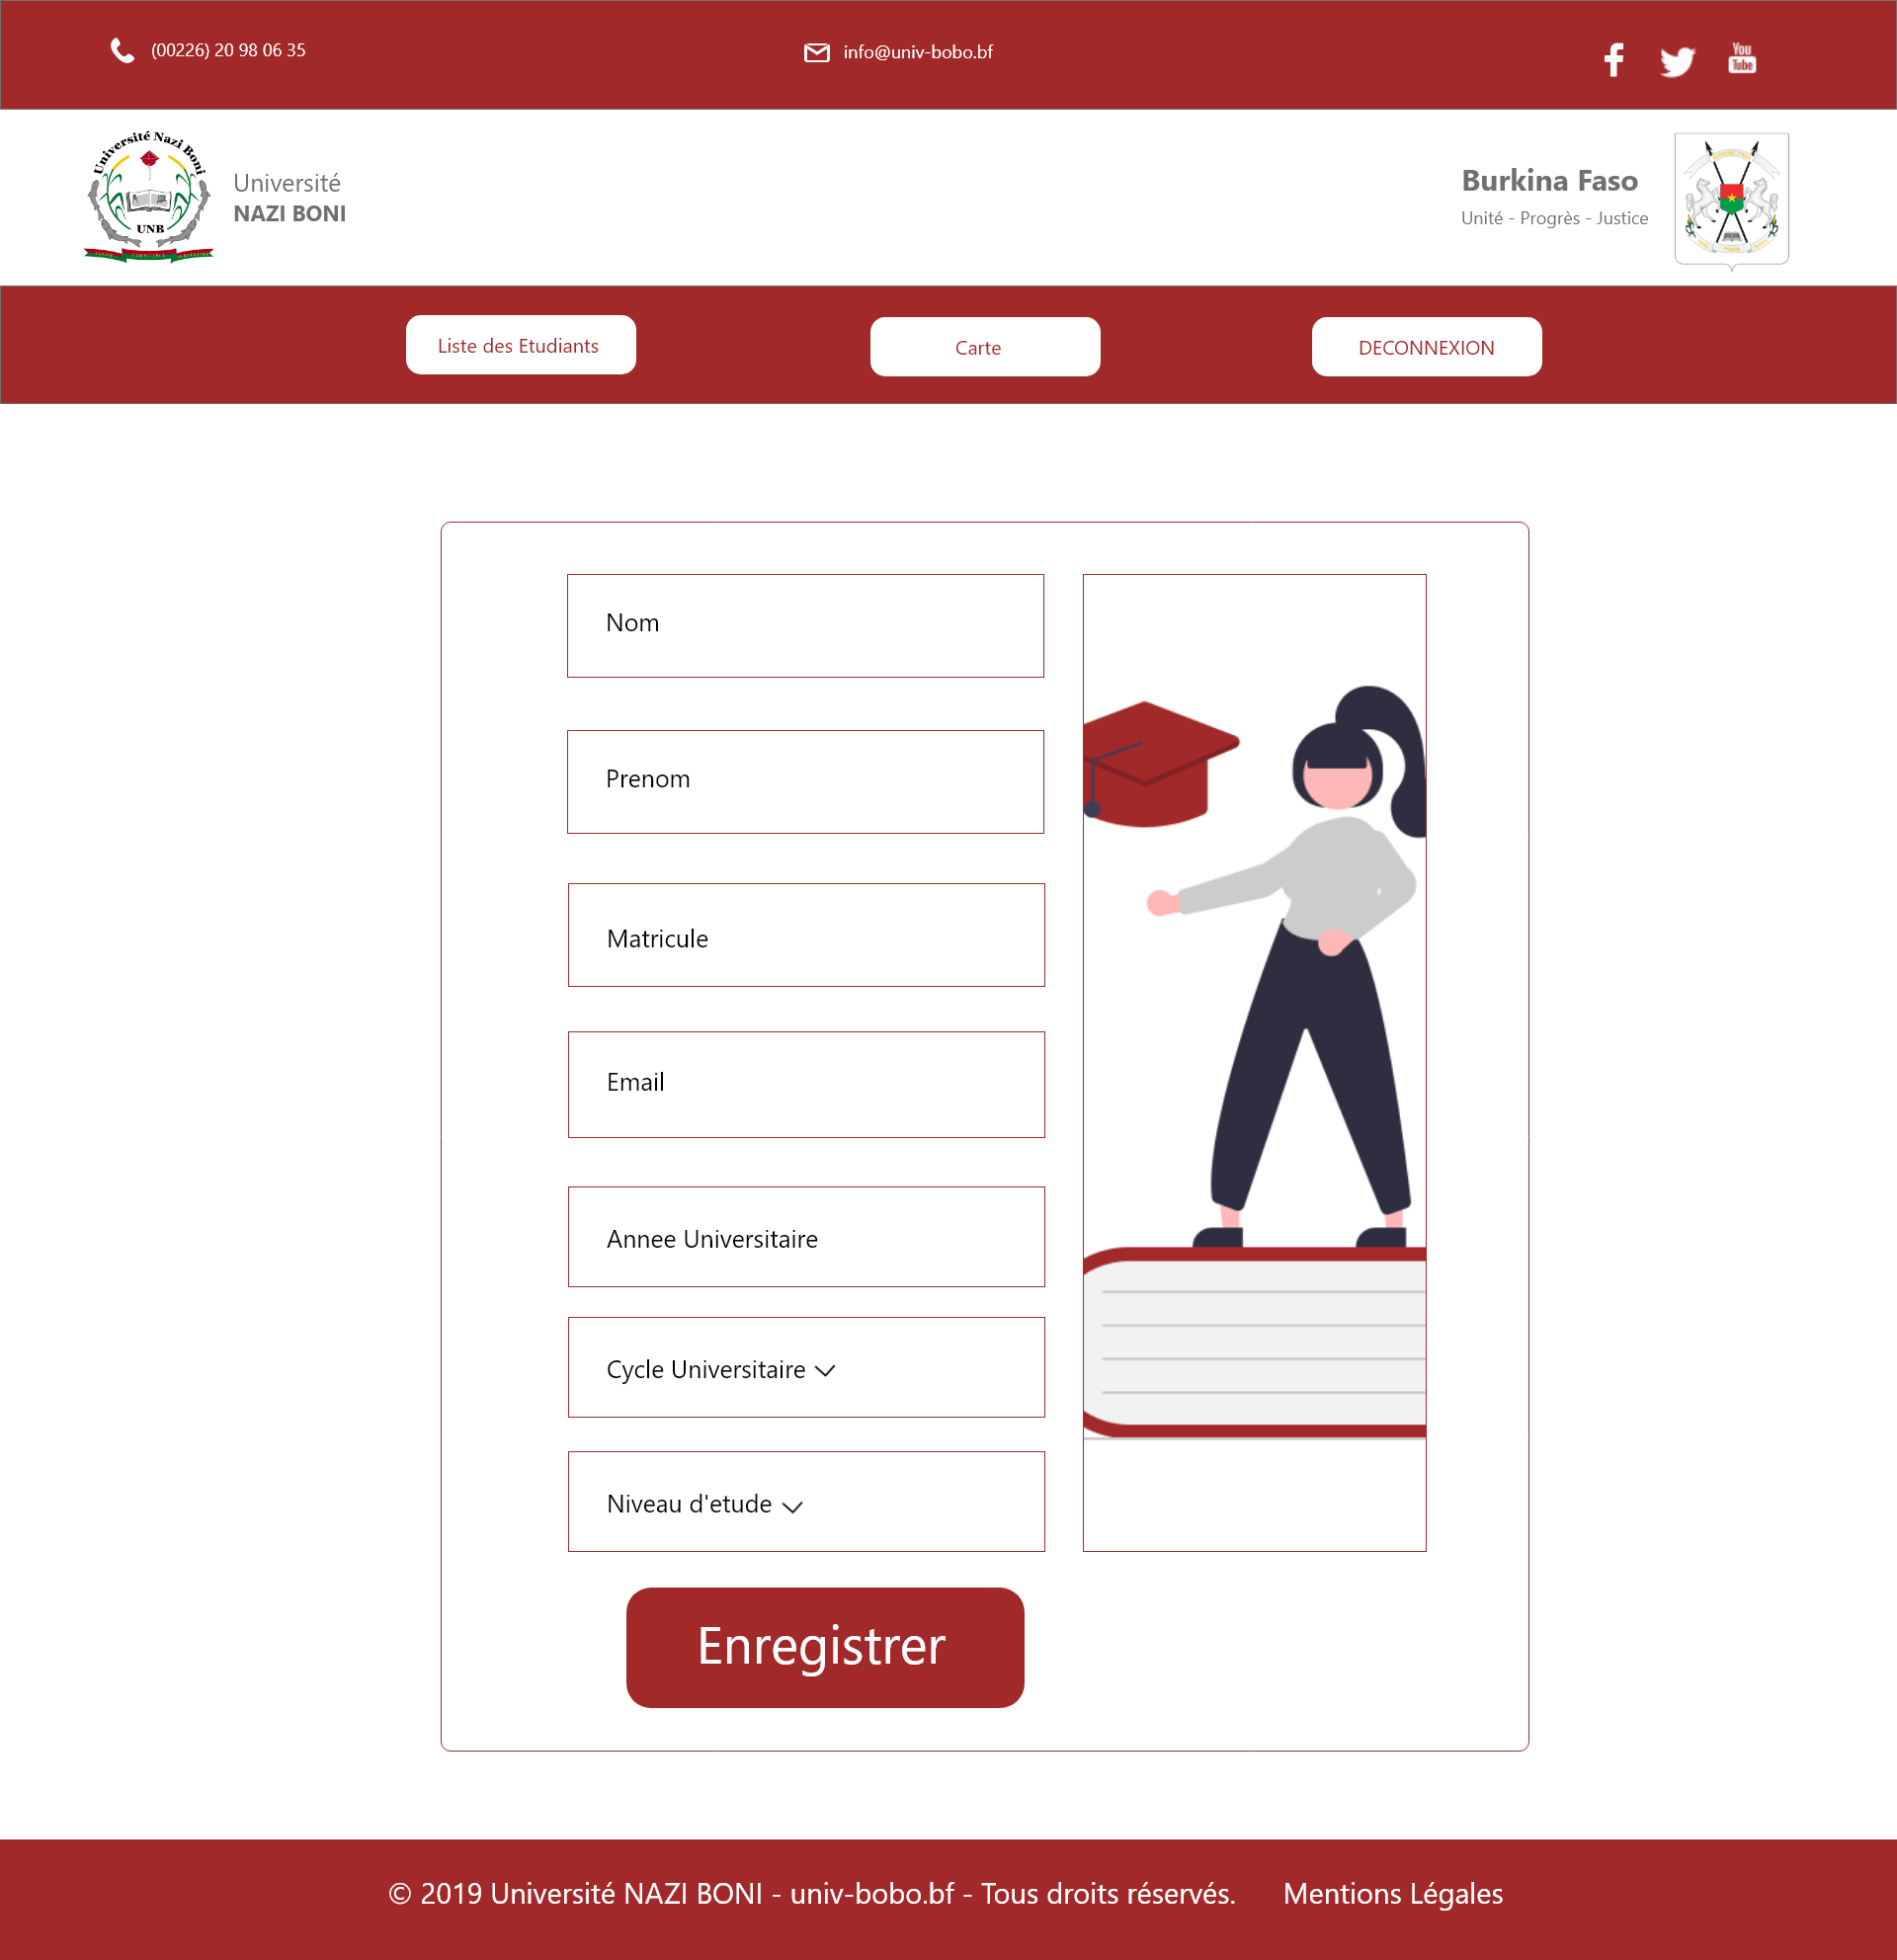 (00226) 20 98 06 35
info@univ-bobo.bf
You
Tube
Université Nazi Boni
UNB
Université
NAZI BONI
Burkina Faso
Unité - Progrès - Justice
Liste des Etudiants
Carte
DECONNEXION
Nom
Prenom
Matricule
Email
Annee Universitaire
Cycle Universitaire
Niveau d'etude
Enregistrer
© 2019 Université NAZI BONI - univ-bobo.bf - Tous droits réservés. Mentions Légales